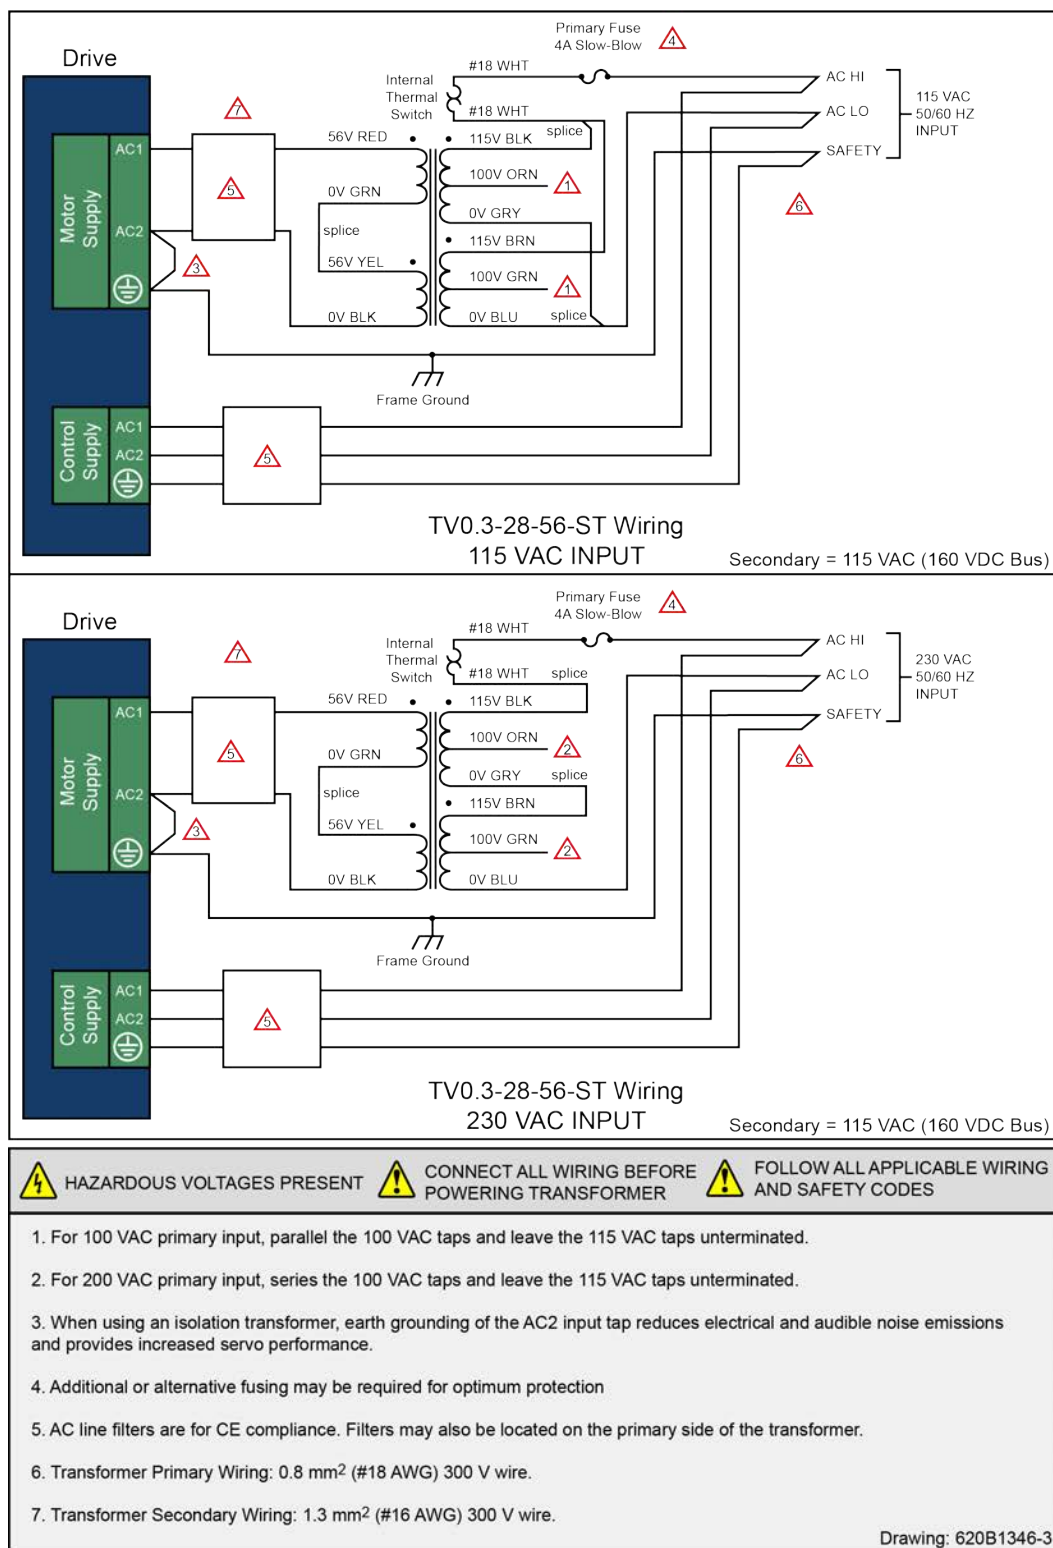 Primary Fuse
4A Slow-Blow
4
Drive
#18 WHT
AC HI
Internal
Thermal
Switch
115 VAC
50/60 HZ
INPUT
7
#18 WHT
AC LO
splice
56V RED
115V BLK
AC1
SAFETY
100V ORN
1
5
0V GRN
6
Motor
Supply
0V GRY
AC2
splice
115V BRN
3
56V YEL
100V GRN
1
0V BLK
0V BLU
splice
Frame Ground
Control
Supply
AC1
AC2
5
TV0.3-28-56-ST Wiring
115 VAC INPUT
Secondary = 115 VAC (160 VDC Bus)
Primary Fuse
4A Slow-Blow
4
Drive
#18 WHT
AC HI
Internal
Thermal
Switch
230 VAC
50/60 HZ
INPUT
7
#18 WHT
splice
AC LO
56V RED
115V BLK
AC1
SAFETY
100V ORN
2
5
0V GRN
6
Motor
Supply
0V GRY
splice
AC2
splice
115V BRN
3
56V YEL
100V GRN
2
0V BLK
0V BLU
Frame Ground
Control
Supply
AC1
AC2
5
TV0.3-28-56-ST Wiring
230 VAC INPUT
Secondary = 115 VAC (160 VDC Bus)
HAZARDOUS VOLTAGES PRESENT
CONNECT ALL WIRING BEFORE
POWERING TRANSFORMER
FOLLOW ALL APPLICABLE WIRING
AND SAFETY CODES
1. For 100 VAC primary input, parallel the 100 VAC taps and leave the 115 VAC taps unterminated.
2. For 200 VAC primary input, series the 100 VAC taps and leave the 115 VAC taps unterminated.
3. When using an isolation transformer, earth grounding of the AC2 input tap reduces electrical and audible noise emissions
and provides increased servo performance.
4. Additional or alternative fusing may be required for optimum protection
5. AC line filters are for CE compliance. Filters may also be located on the primary side of the transformer.
6. Transformer Primary Wiring: 0.8 mm² (#18 AWG) 300 V wire.
7. Transformer Secondary Wiring: 1.3 mm² (#16 AWG) 300 V wire.
Drawing: 620B1346-3